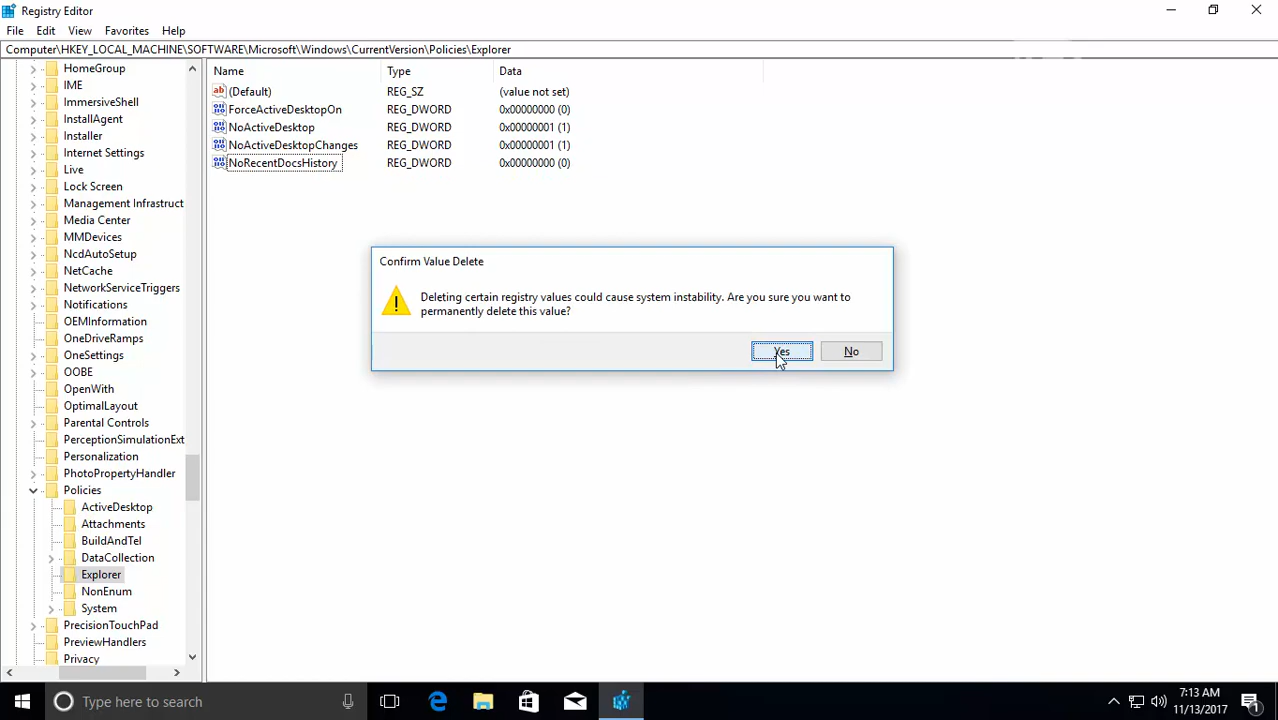 Registry Editor
File Edit View Favorites Help
Computer\HKEY_LOCAL_MACHINE\SOFTWARE\Microsoft\Windows\CurrentVersion\Policies\Explorer
HomeGroup
IME
ImmersiveShell
InstallAgent
Installer
Internet Settings
Live
Lock Screen
Management Infrastruct
Media Center
MMDevices
NcdAutoSetup
NetCache
NetworkServiceTriggers
Notifications
OEMInformation
OneDriveRamps
OneSettings
OOBE
OpenWith
OptimalLayout
Parental Controls
PerceptionSimulationExt
Personalization
PhotoPropertyHandler
Policies
ActiveDesktop
Attachments
BuildAndTel
DataCollection
Explorer
NonEnum
System
PrecisionTouchPad
PreviewHandlers
Privacy
Name Type Data
(Default) REG_SZ (value not set)
ForceActiveDesktopOn REG_DWORD 0x00000000 (0)
NoActiveDesktop REG_DWORD 0x00000001 (1)
NoActiveDesktopChanges REG_DWORD 0x00000001 (1)
NoRecentDocsHistory REG_DWORD 0x00000000 (0)
Confirm Value Delete
Deleting certain registry values could cause system instability. Are you sure you want to
permanently delete this value?
Yes No
Type here to search
7:13 AM
11/13/2017
1